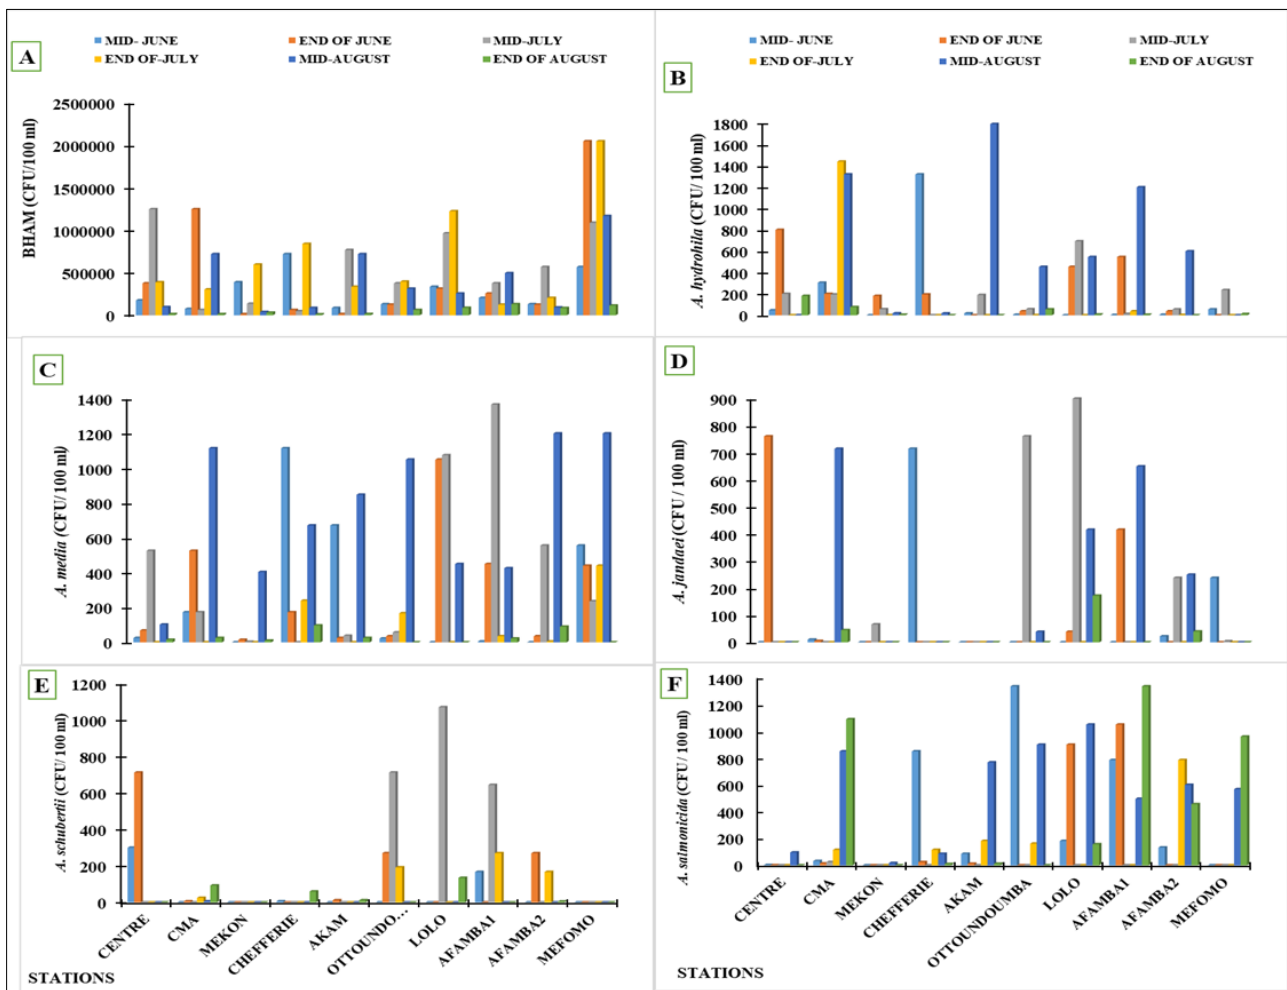 A
MID- JUNE END OF JUNE MID-JULY
END OF-JULY MID-AUGUST END OF AUGUST
BHAM (CFU/100 ml)
2500000
2000000
1500000
1000000
500000
0
B
MID- JUNE END OF JUNE MID-JULY
END OF-JULY MID-AUGUST END OF AUGUST
A. hydrohila (CFU/ 100 ml)
1800
1600
1400
1200
1000
800
600
400
200
0
C
A. media (CFU/ 100 ml)
1400
1200
1000
800
600
400
200
0
D
A. jandaei (CFU / 100 ml)
900
800
700
600
500
400
300
200
100
0
E
A. schubertii (CFU/ 100 ml)
1200
1000
800
600
400
200
0
CENTRE
CMA
MEKON
CHEFFERIE
AKAM
OTTOUNDO…
LOLO
AFAMBA1
AFAMBA2
MEFOMO
STATIONS
F
A. salmonicida (CFU / 100 ml)
1400
1200
1000
800
600
400
200
0
CENTRE
CMA
MEKON
CHEFFERIE
AKAM
OTTOUNDOUMBA
LOLO
AFAMBA1
AFAMBA2
MEFOMO
STATIONS